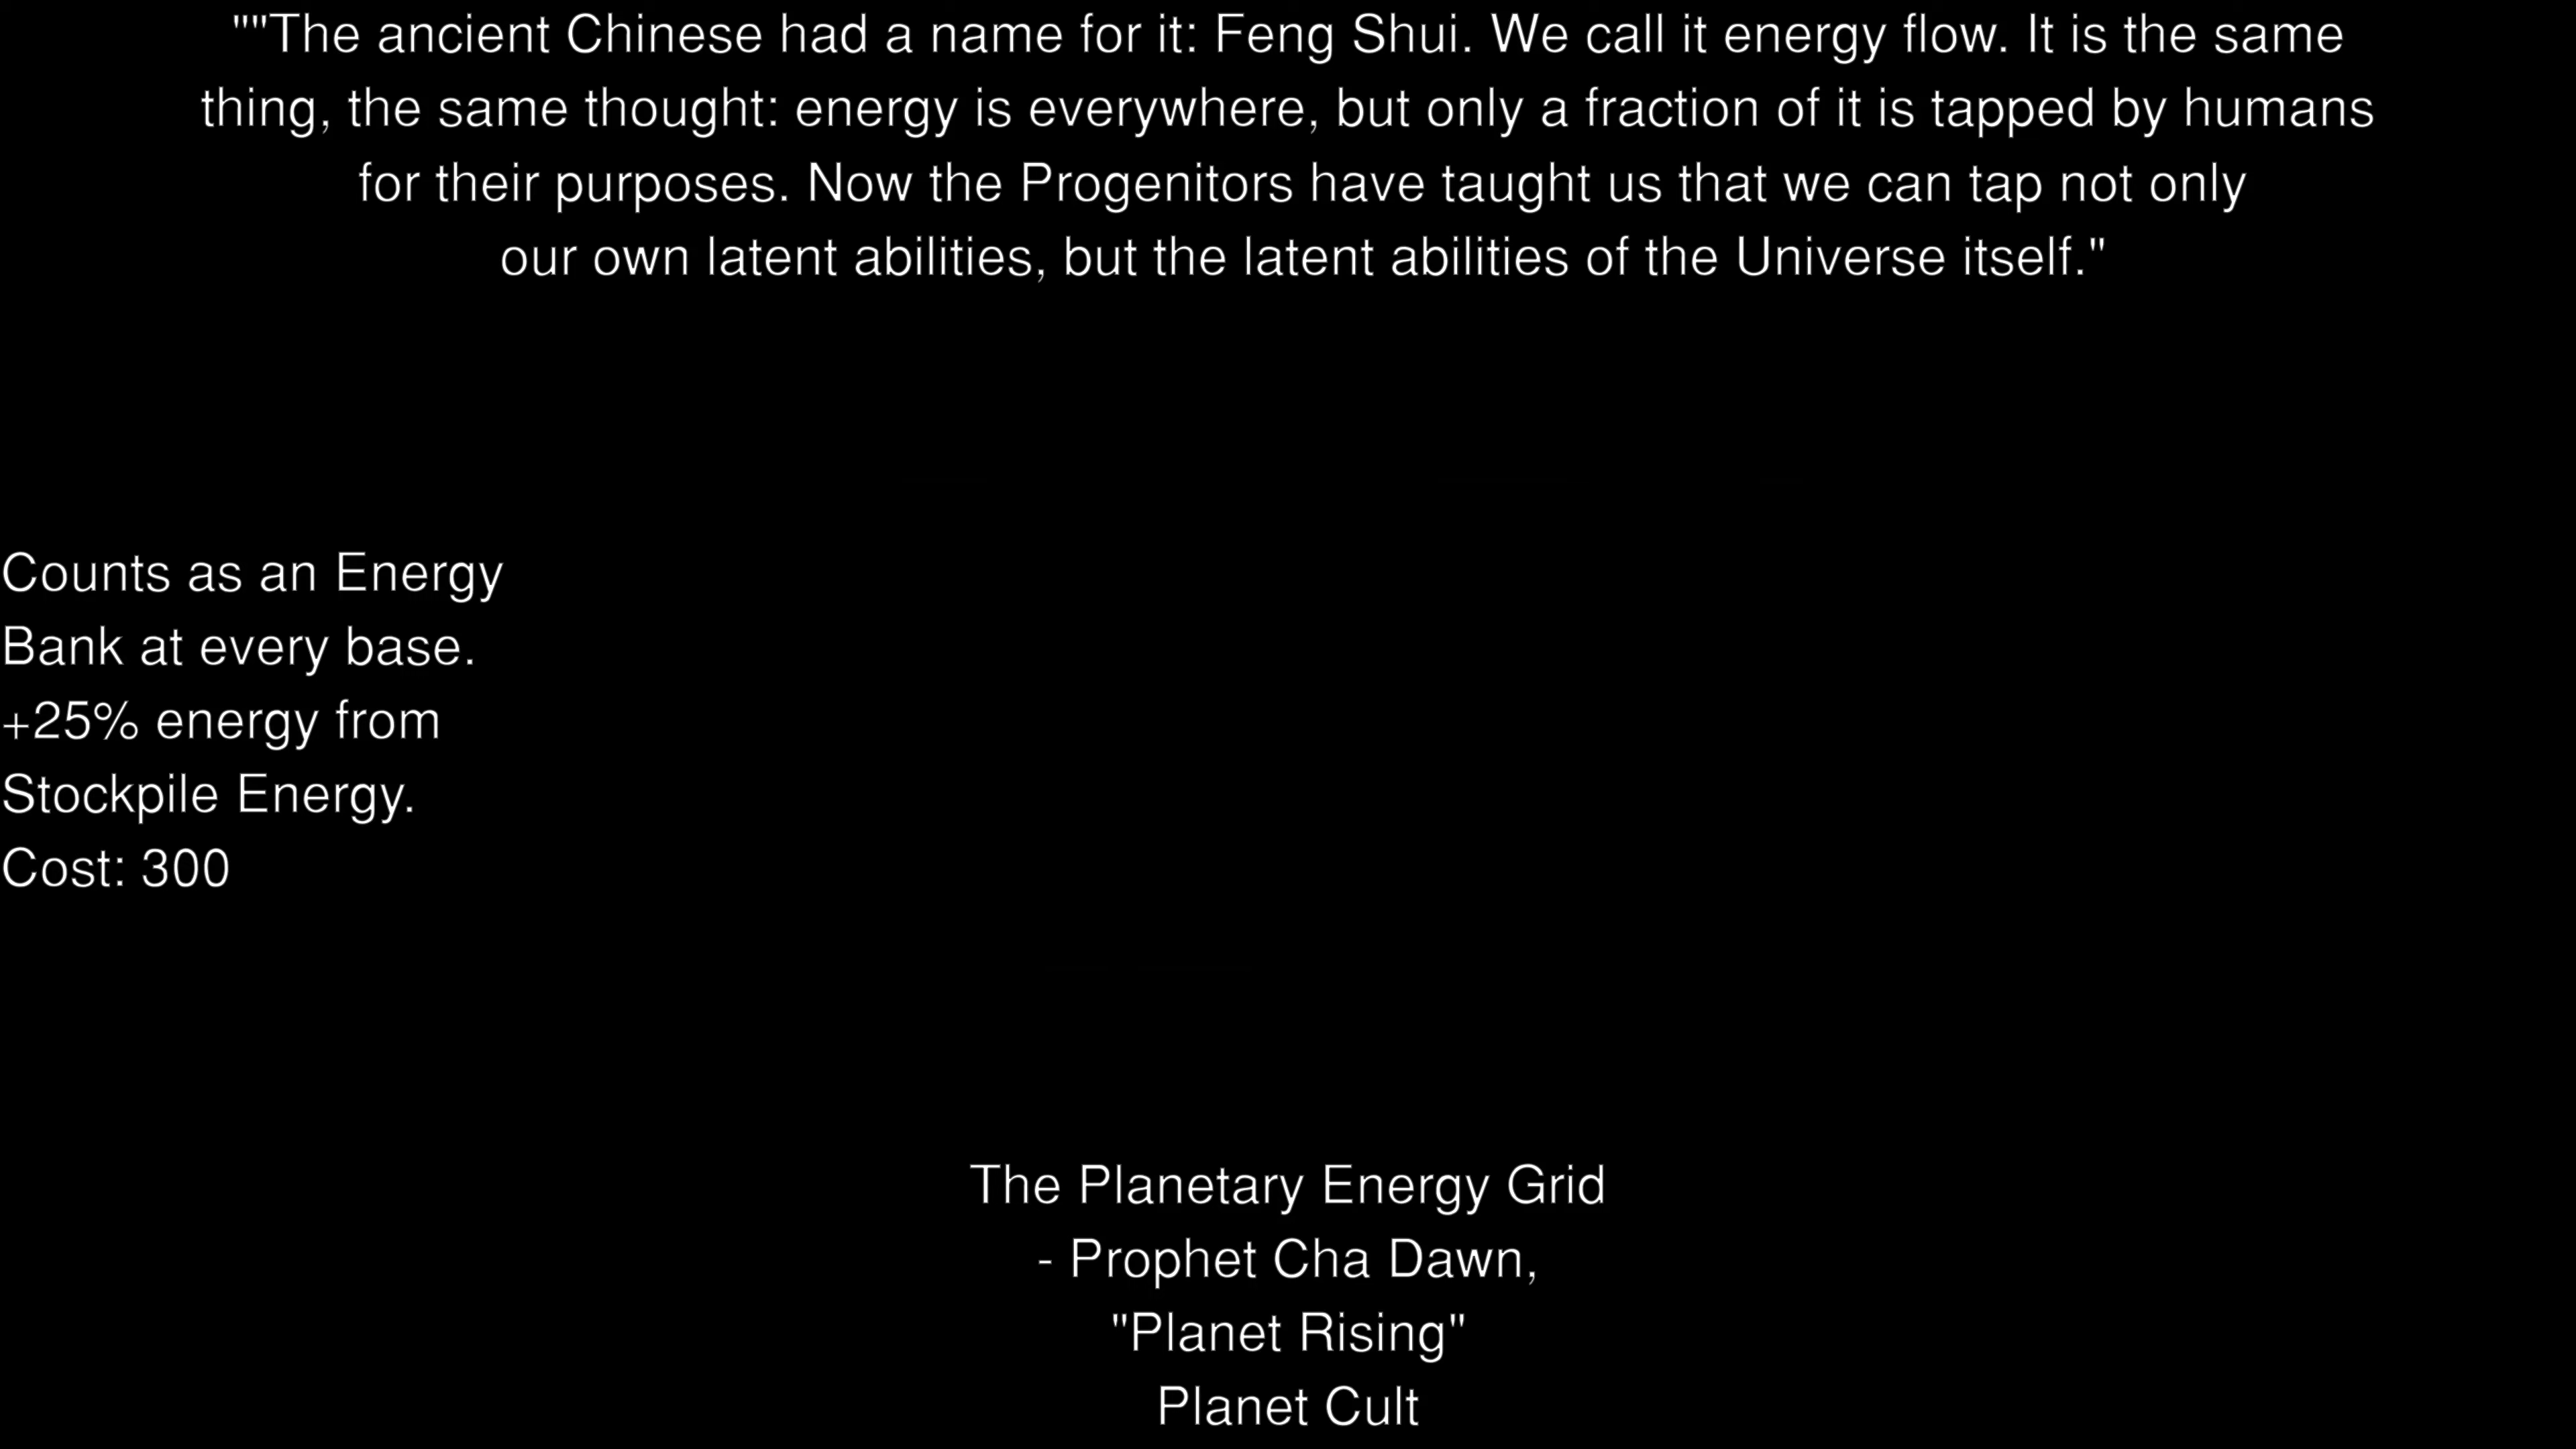 ""The ancient Chinese had a name for it: Feng Shui. We call it energy flow. It is the same
thing, the same thought: energy is everywhere, but only a fraction of it is tapped by humans
for their purposes. Now the Progenitors have taught us that we can tap not only
our own latent abilities, but the latent abilities of the Universe itself."
Counts as an Energy
Bank at every base.
+25% energy from
Stockpile Energy.
Cost: 300
The Planetary Energy Grid
- Prophet Cha Dawn,
"Planet Rising"
Planet Cult